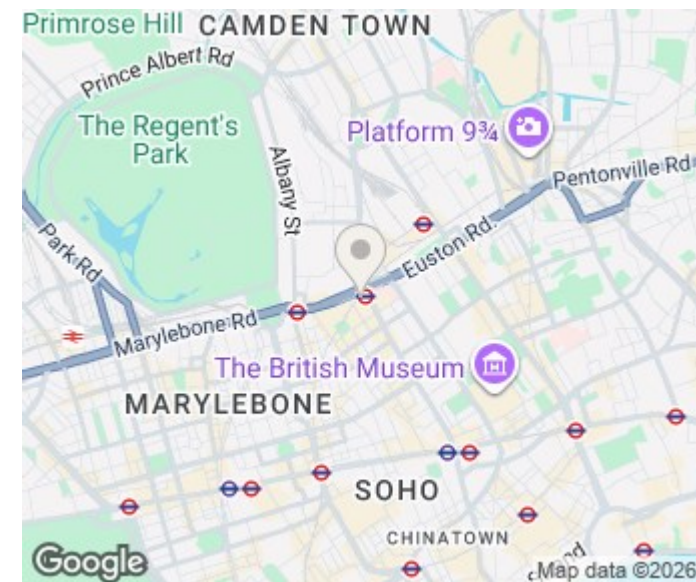 Primrose Hill
CAMDEN TOWN
Prince Albert Rd
The Regent's
Park
Platform 9¾
Albany St
Pentonville Rd
Park Rd
Euston Rd.
Marylebone Rd
The British Museum
MARYLEBONE
SOHO
CHINATOWN
Google
Map data ©2026